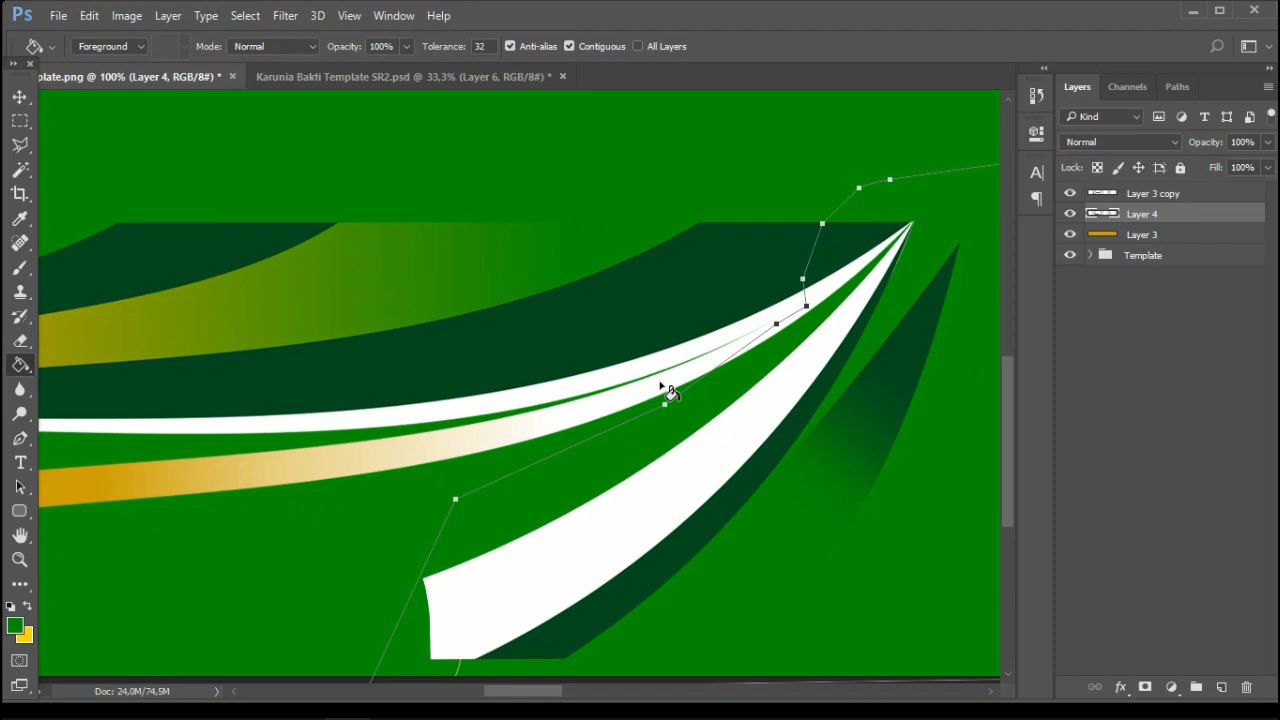 Ps File Edit Image Layer Type Select Filter 3D View Window Help
Foreground Mode: Normal Opacity: 100% Tolerance: 32 Anti-alias Contiguous All Layers
plate.png @ 100% (Layer 4, RGB/8#) * Karunia Bakti Template SR2.psd @ 33,3% (Layer 6, RGB/8#) *
Layers Channels Paths
Kind
Normal Opacity: 100%
Lock: Fill: 100%
Layer 3 copy
Layer 4
Layer 3
Template
Doc: 24,0M/74,5M